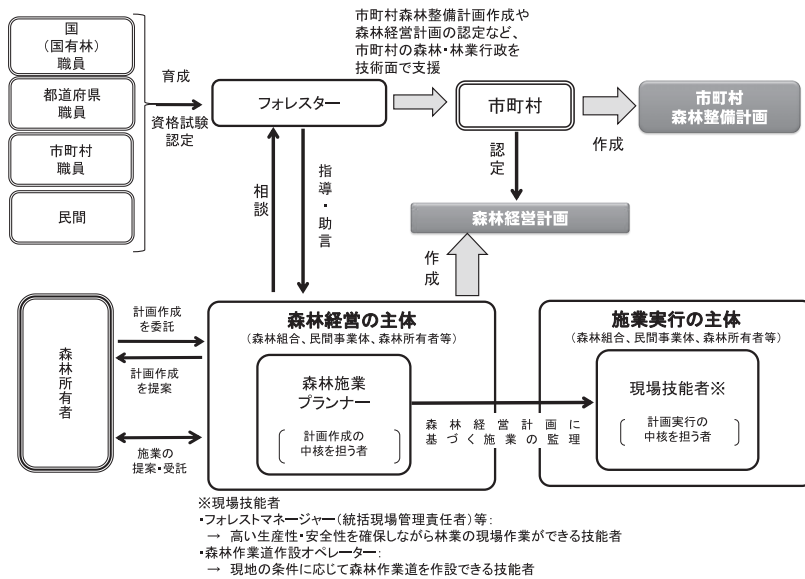 国
(国有林)
職員
都道府県
職員
市町村
職員
民間
育成
資格試験
認定
フォレスター
市町村森林整備計画作成や
森林経営計画の認定など、
市町村の森林・林業行政を
技術面で支援
市町村
作成
市町村
森林整備計画
認定
森林経営計画
相談
指導・助言
作成
森林所有者
計画作成
を委託
計画作成
を提案
施業の
提案・受託
森林経営の主体
(森林組合、民間事業体、森林所有者等)
森林施業
プランナー
計画作成の
中核を担う者
森林経営計画に
基づく施業の監理
施業実行の主体
(森林組合、民間事業体、森林所有者等)
現場技能者※
計画実行の
中核を担う者
※現場技能者
・フォレストマネージャー(統括現場管理責任者)等:
→ 高い生産性・安全性を確保しながら林業の現場作業ができる技能者
・森林作業道作設オペレーター:
→ 現地の条件に応じて森林作業道を作設できる技能者